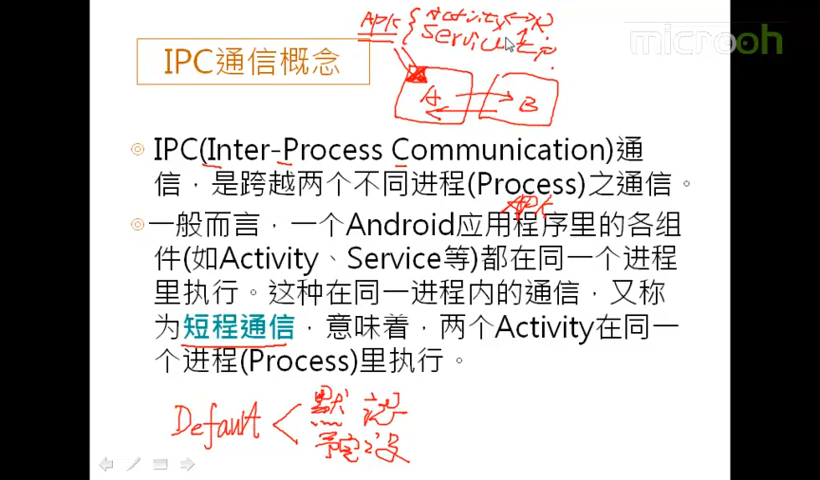 APK { Activity
Service
microoh
IPC通信概念
A
B
IPC(Inter-Process Communication)通
信，是跨越两个不同进程(Process)之通信。
APK
一般而言，一个Android应用程序里的各组
件(如Activity、Service等)都在同一个进程
里执行。这种在同一进程内的通信，又称
为短程通信，意味着，两个Activity在同一
个进程(Process)里执行。
Default < 默认
预设